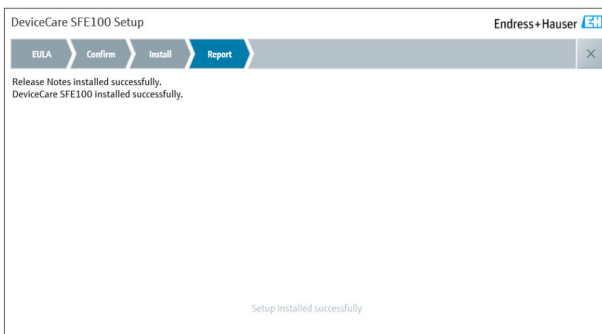 DeviceCare SFE100 Setup
Endress+Hauser EH
EULA
Confirm
Install
Report
Release Notes installed successfully.
DeviceCare SFE100 installed successfully.
Setup installed successfully